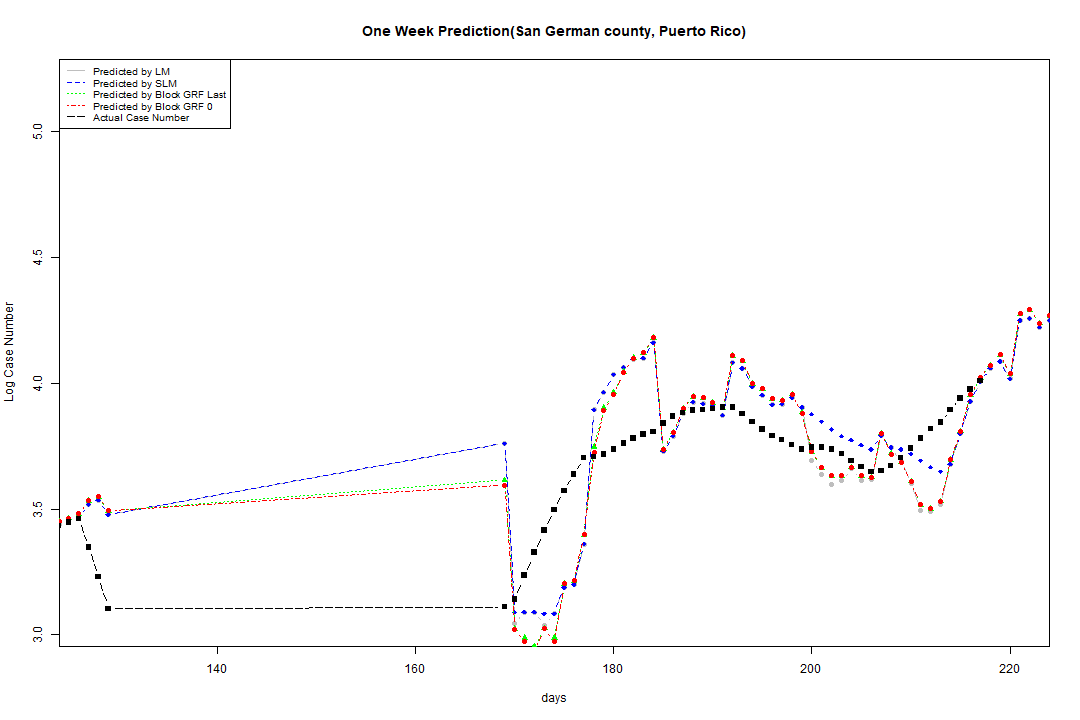 One Week Prediction(San German county, Puerto Rico)
Predicted by LM
Predicted by SLM
Predicted by Block GRF Last
Predicted by Block GRF 0
Actual Case Number
5.0
4.5
4.0
3.5
3.0
Log Case Number
140 160 180 200 220
days